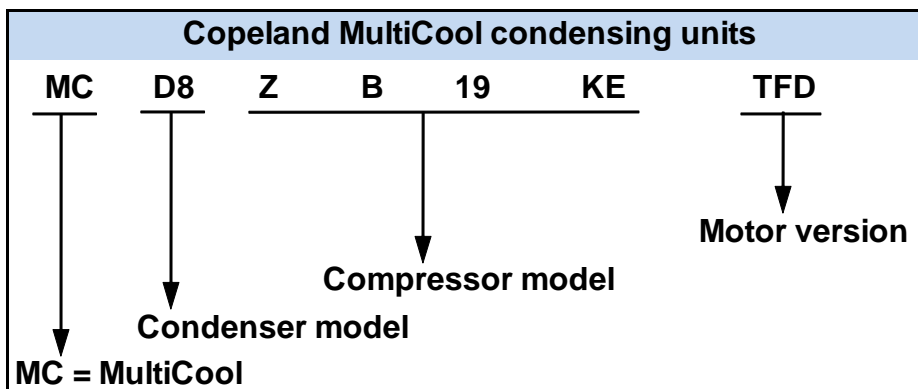 Copeland MultiCool condensing units
MC D8 Z B 19 KE TFD
Motor version
Compressor model
Condenser model
MC = MultiCool